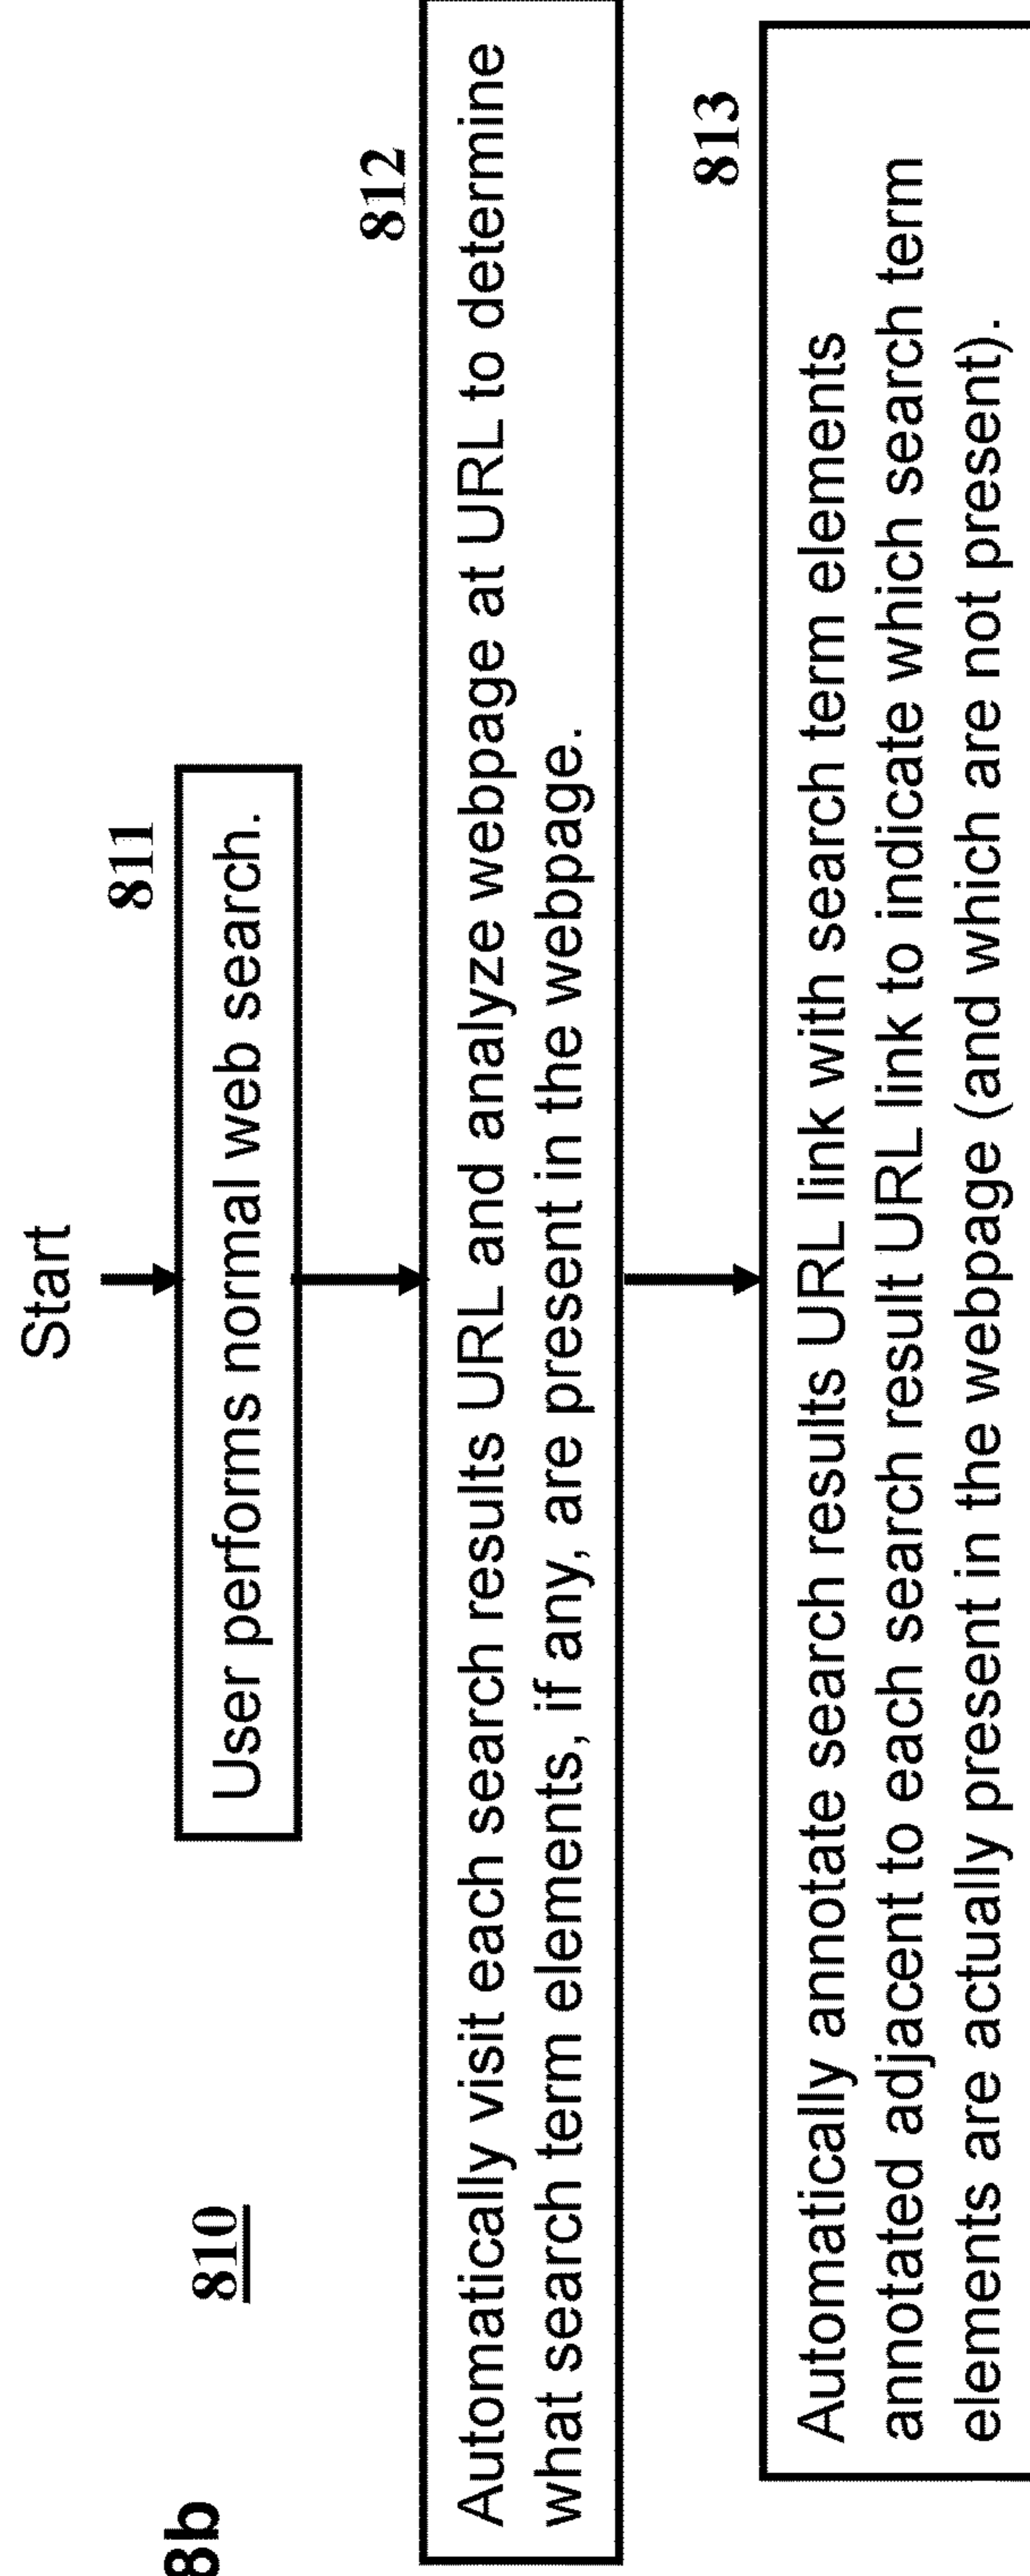 8b
810
Start
811
User performs normal web search.
812
Automatically visit each search results URL and analyze webpage at URL to determine
what search term elements, if any, are present in the webpage.
813
Automatically annotate search results URL link with search term elements
annotated adjacent to each search result URL link to indicate which search term
elements are actually present in the webpage (and which are not present).